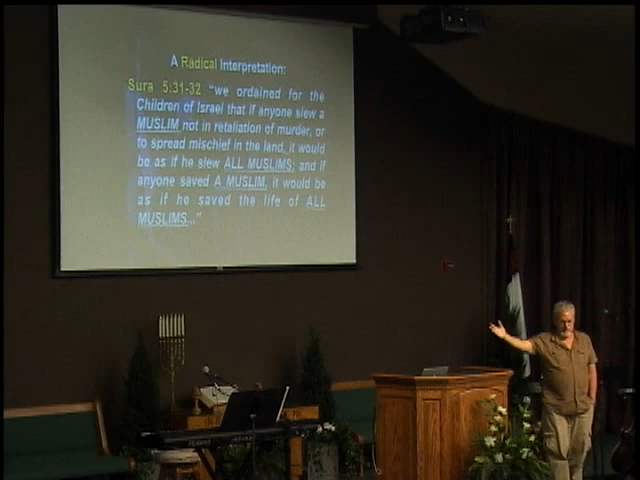 A Radical Interpretation:
Sura 5:31-32 "we ordained for the
Children of Israel that if anyone slew a
MUSLIM not in retaliation of murder, or
to spread mischief in the land, it would
be as if he slew ALL MUSLIMS; and if
anyone saved A MUSLIM, it would be
as if he saved the life of ALL
MUSLIMS..."
Roland